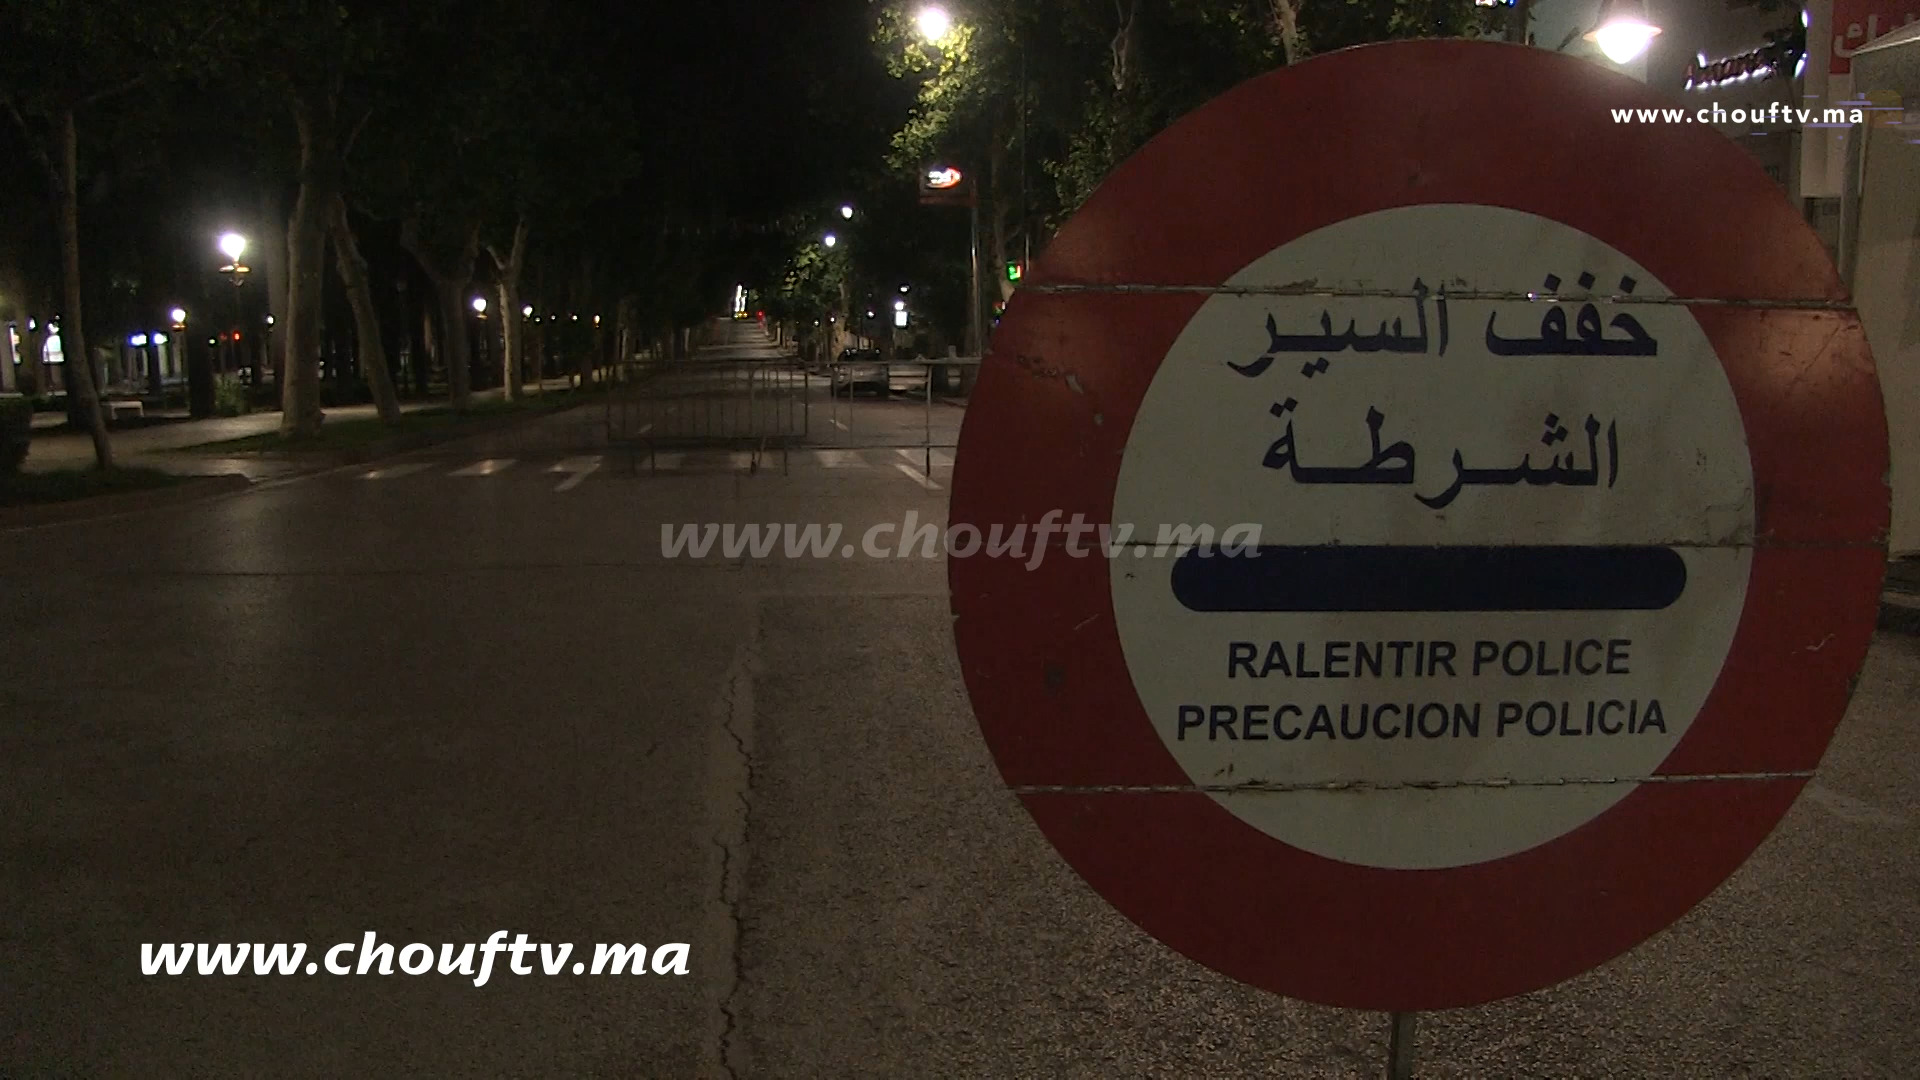 www.chouftv.ma
خفف السير
الشرطة
www.chouftv.ma
RALENTIR POLICE
PRECAUCION POLICIA
www.chouftv.ma